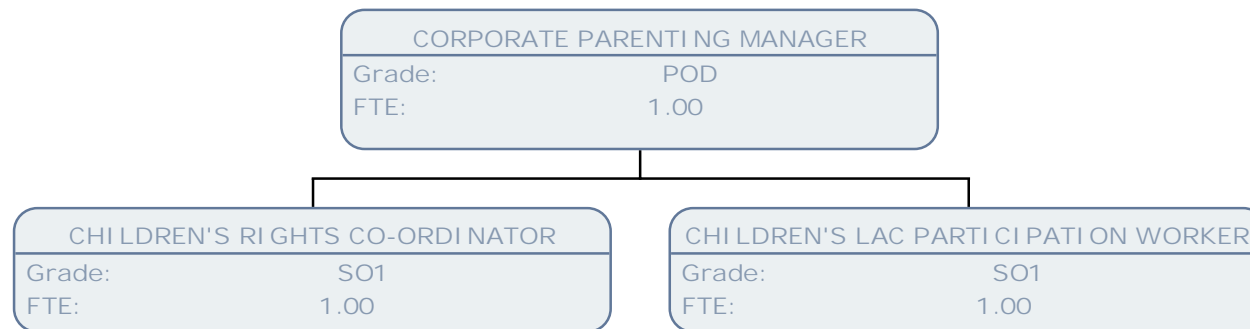 CORPORATE PARENTING MANAGER
Grade: POD
FTE: 1.00
CHILDREN'S RIGHTS CO-ORDINATOR
Grade: SO1
FTE: 1.00
CHILDREN'S LAC PARTICIPATION WORKER
Grade: SO1
FTE: 1.00